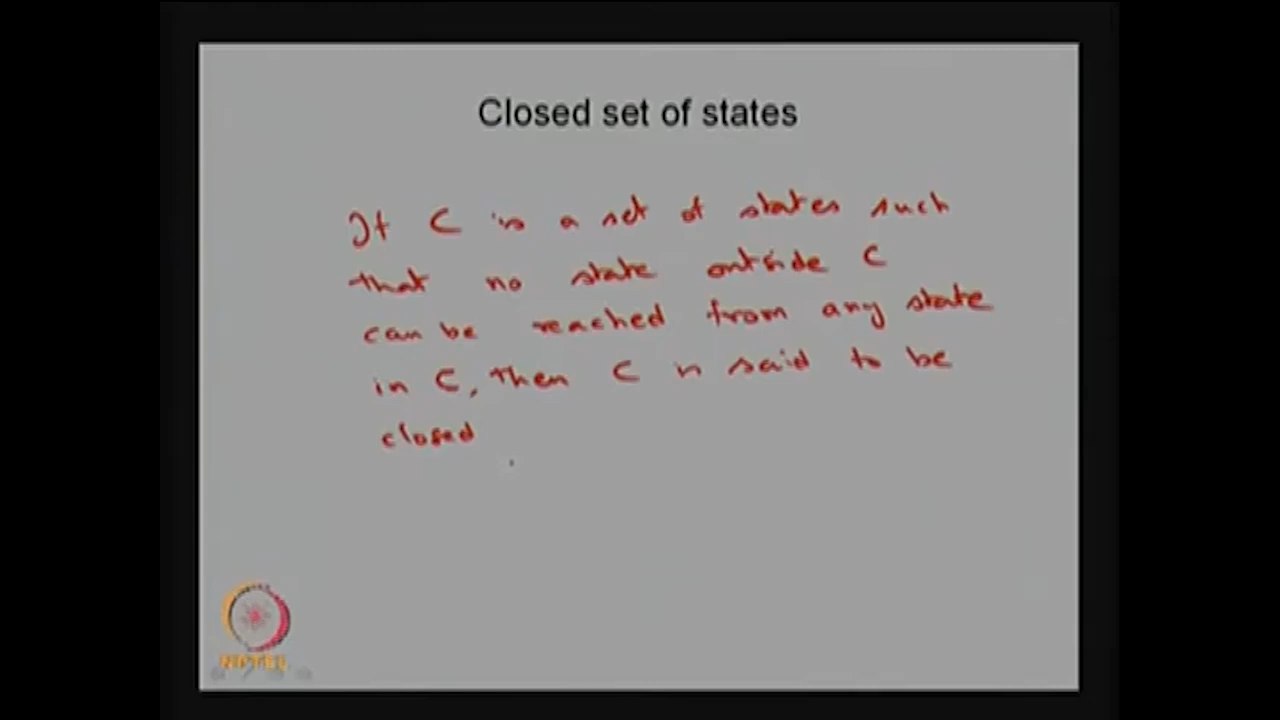 Closed set of states
If C is a set of states such
that no state outside C
can be reached from any state
in C, then C is said to be
closed
NPTEL